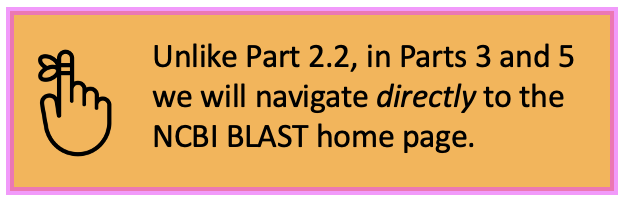 Unlike Part 2.2, in Parts 3 and 5
we will navigate directly to the
NCBI BLAST home page.